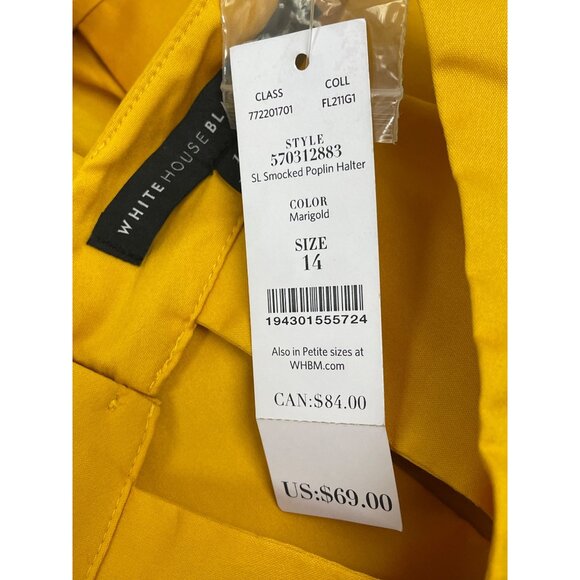 WHITEHOUSEBL
CLASS
772201701
COLL
FL211G1
STYLE
570312883
SL Smocked Poplin Halter
COLOR
Marigold
SIZE
14
194301555724
Also in Petite sizes at
WHBM.com
CAN:$84.00
US:$69.00